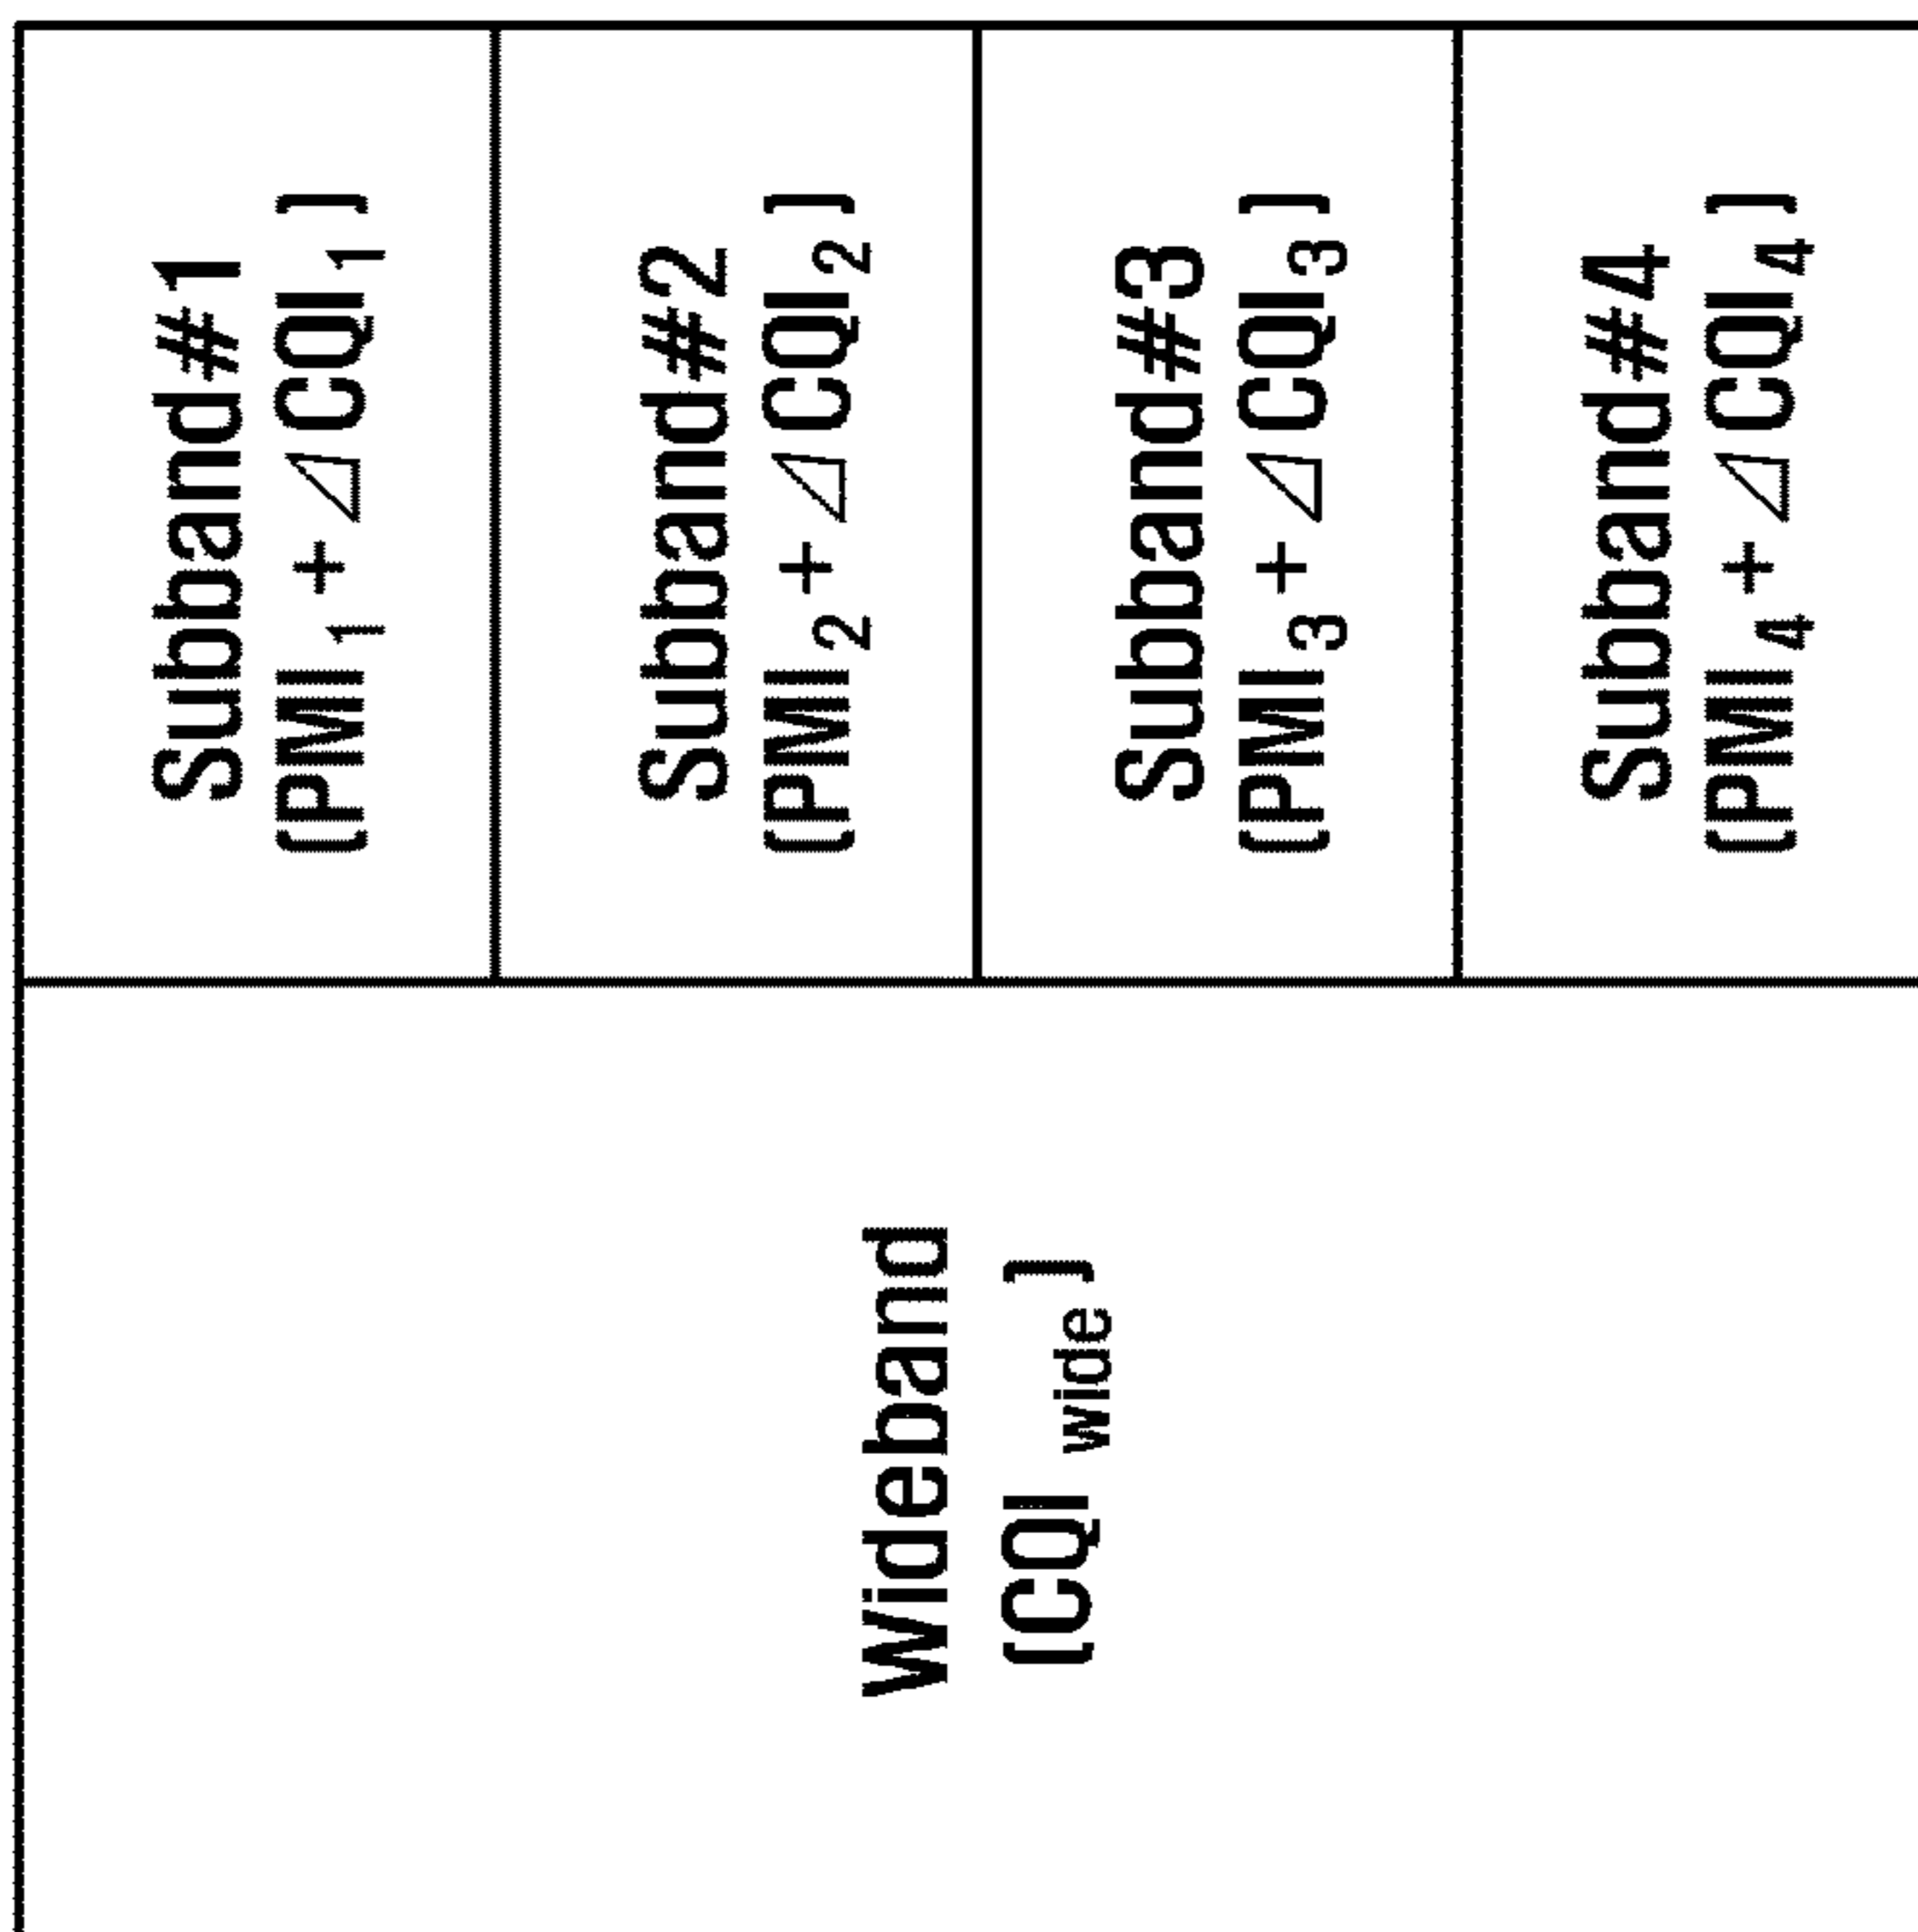 Subband#1
(PMI₁+⊿CQI₁)
Subband#2
(PMI₂+⊿CQI₂)
Subband#3
(PMI₃+⊿CQI₃)
Subband#4
(PMI₄+⊿CQI₄)
wideband
(CQI wide)